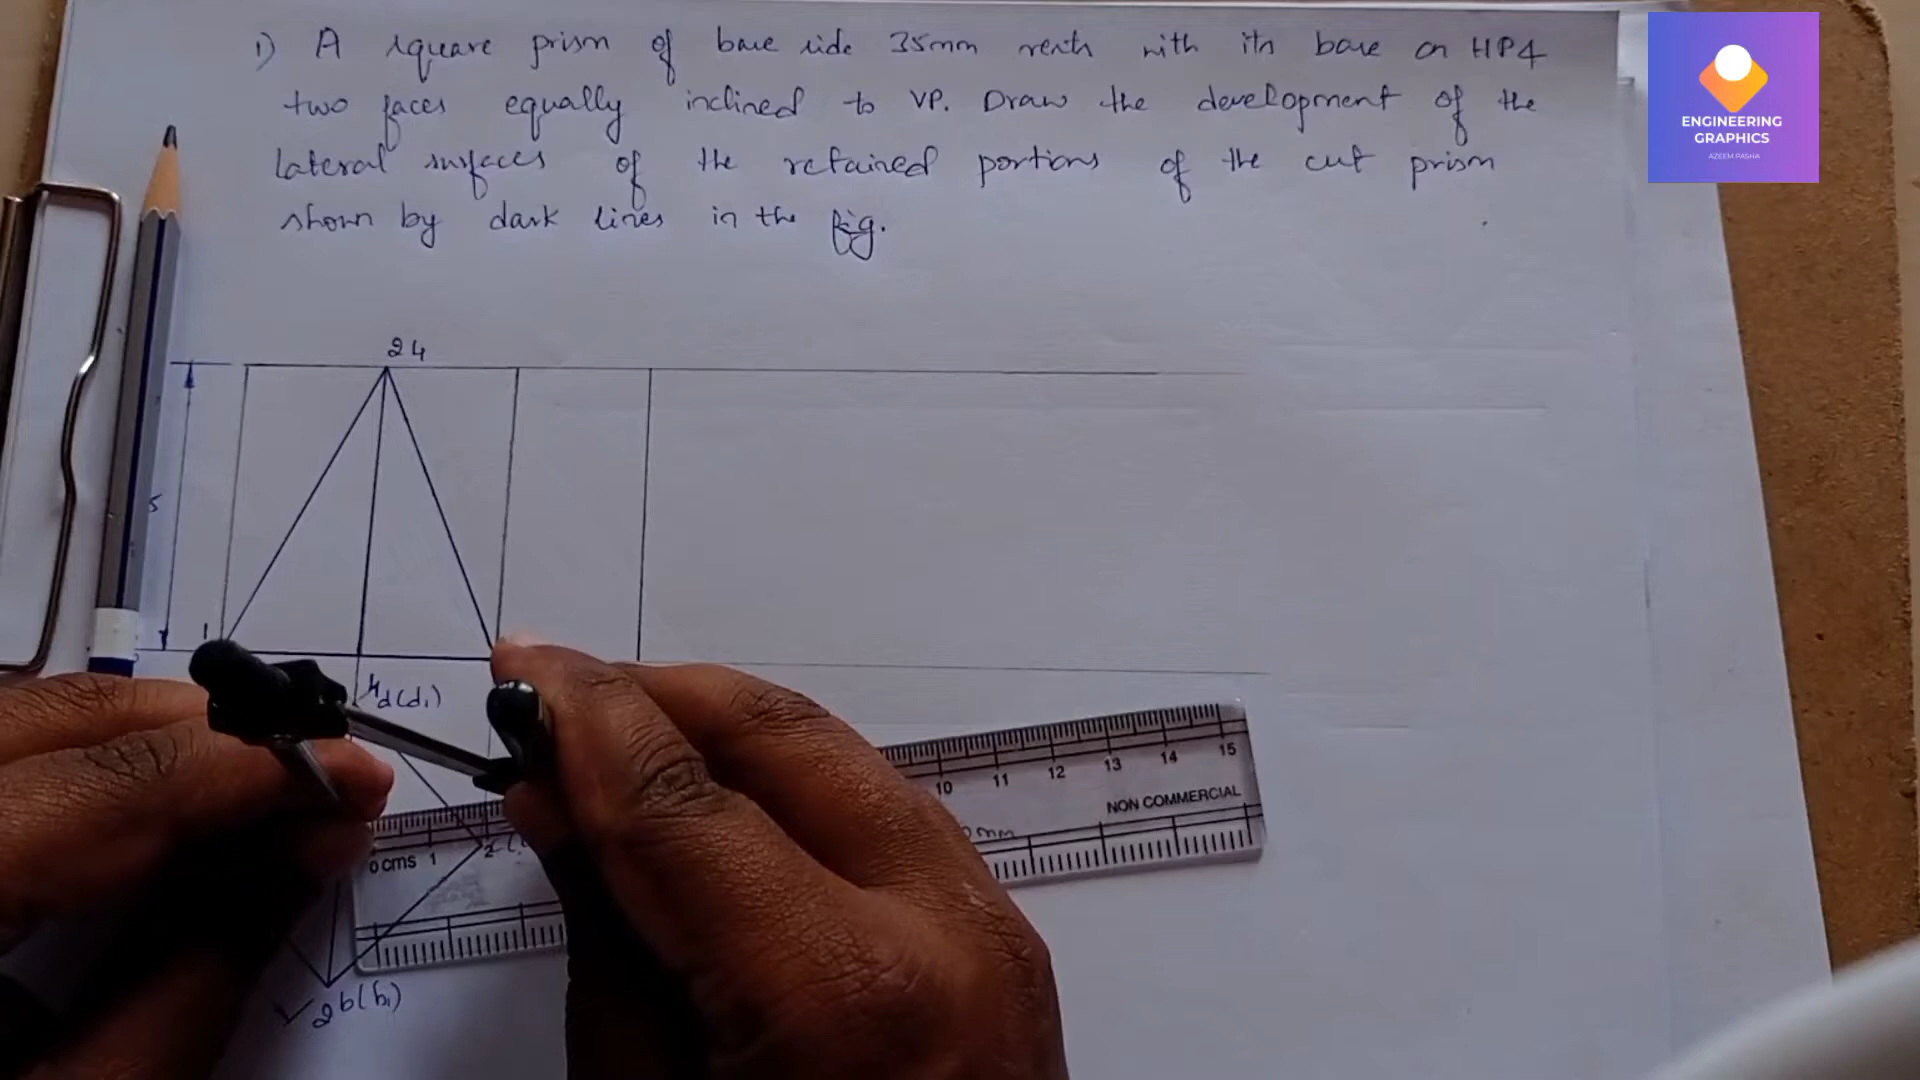 1) A square prism of base side 35mm rests with its base on HP &
two faces equally inclined to VP. Draw the development of the
lateral surfaces of the retained portions of the cut prism
shown by dark lines in the fig.
ENGINEERING
GRAPHICS
AZEEM PASHA
2 4
5
1
4 d(d1)
10 11 12 13 14 15
NON COMMERCIAL
0 cms 1 2
mm
2 b(b1)